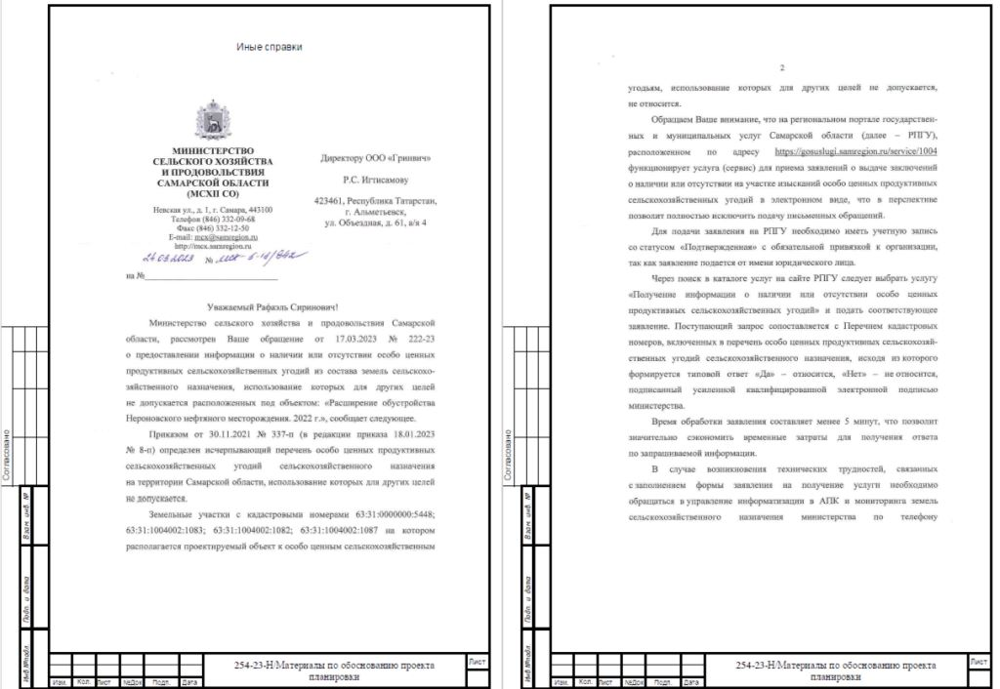 Иные справки
МИНИСТЕРСТВО
СЕЛЬСКОГО ХОЗЯЙСТВА
И ПРОДОВОЛЬСТВИЯ
САМАРСКОЙ ОБЛАСТИ
(МСХП СО)
Невская ул., д. 1, г. Самара, 443100
Телефон (846) 332-09-68
Факс (846) 332-12-50
E-mail: mcx@samregion.ru
http://mcx.samregion.ru
на №
Директору ООО «Гринвич»
Р.С. Игтисамову
423461, Республика Татарстан,
г. Альметьевск,
ул. Объездная, д. 61, а/я 4
Уважаемый Рафаэль Сиринович!
Министерство сельского хозяйства и продовольствия Самарской
области, рассмотрев Ваше обращение от 17.03.2023 № 222-23
о предоставлении информации о наличии или отсутствии особо ценных
продуктивных сельскохозяйственных угодий из состава земель сельскохо-
зяйственного назначения, использование которых для других целей
не допускается расположенных под объектом: «Расширение обустройства
Нероновского нефтяного месторождения. 2022 г.», сообщает следующее.
Приказом от 30.11.2021 № 337-п (в редакции приказа 18.01.2023
№ 8-п) определен исчерпывающий перечень особо ценных продуктивных
сельскохозяйственных угодий сельскохозяйственного назначения
на территории Самарской области, использование которых для других целей
не допускается.
Земельные участки с кадастровыми номерами 63:31:0000000:5448;
63:31:1004002:1083; 63:31:1004002:1082; 63:31:1004002:1087 на котором
располагается проектируемый объект к особо ценным сельскохозяйственным
Согласовано
Взам. инв. №
Подп. и дата
Инв №подл.
Изм. Кол. Лист №Док Подп. Дата
254-23-Н/Материалы по обоснованию проекта
планировки
Лист
2
угодьям, использование которых для других целей не допускается,
не относится.
Обращаем Ваше внимание, что на региональном портале государствен-
ных и муниципальных услуг Самарской области (далее – РПГУ),
расположенном по адресу https://gosuslugi.samregion.ru/service/1004
функционирует услуга (сервис) для приема заявлений о выдаче заключений
о наличии или отсутствии на участке изысканий особо ценных продуктивных
сельскохозяйственных угодий в электронном виде, что в перспективе
позволит полностью исключить подачу письменных обращений.
Для подачи заявления на РПГУ необходимо иметь учетную запись
со статусом «Подтвержденная» с обязательной привязкой к организации,
так как заявление подается от имени юридического лица.
Через поиск в каталоге услуг на сайте РПГУ следует выбрать услугу
«Получение информации о наличии или отсутствии особо ценных
продуктивных сельскохозяйственных угодий» и подать соответствующее
заявление. Поступающий запрос сопоставляется с Перечнем кадастровых
номеров, включенных в перечень особо ценных продуктивных сельскохозяй-
ственных угодий сельскохозяйственного назначения, исходя из которого
формируется типовой ответ «Да» – относится, «Нет» – не относится,
подписанный усиленной квалифицированной электронной подписью
министерства.
Время обработки заявления составляет менее 5 минут, что позволит
значительно сэкономить временные затраты для получения ответа
по запрашиваемой информации.
В случае возникновения технических трудностей, связанных
с заполнением формы заявления на получение услуги необходимо
обращаться в управление информатизации в АПК и мониторинга земель
сельскохозяйственного назначения министерства по телефону
Согласовано
Взам. инв. №
Подп. и дата
Инв №подл.
Изм. Кол. Лист №Док Подп. Дата
254-23-Н/Материалы по обоснованию проекта
планировки
Лист